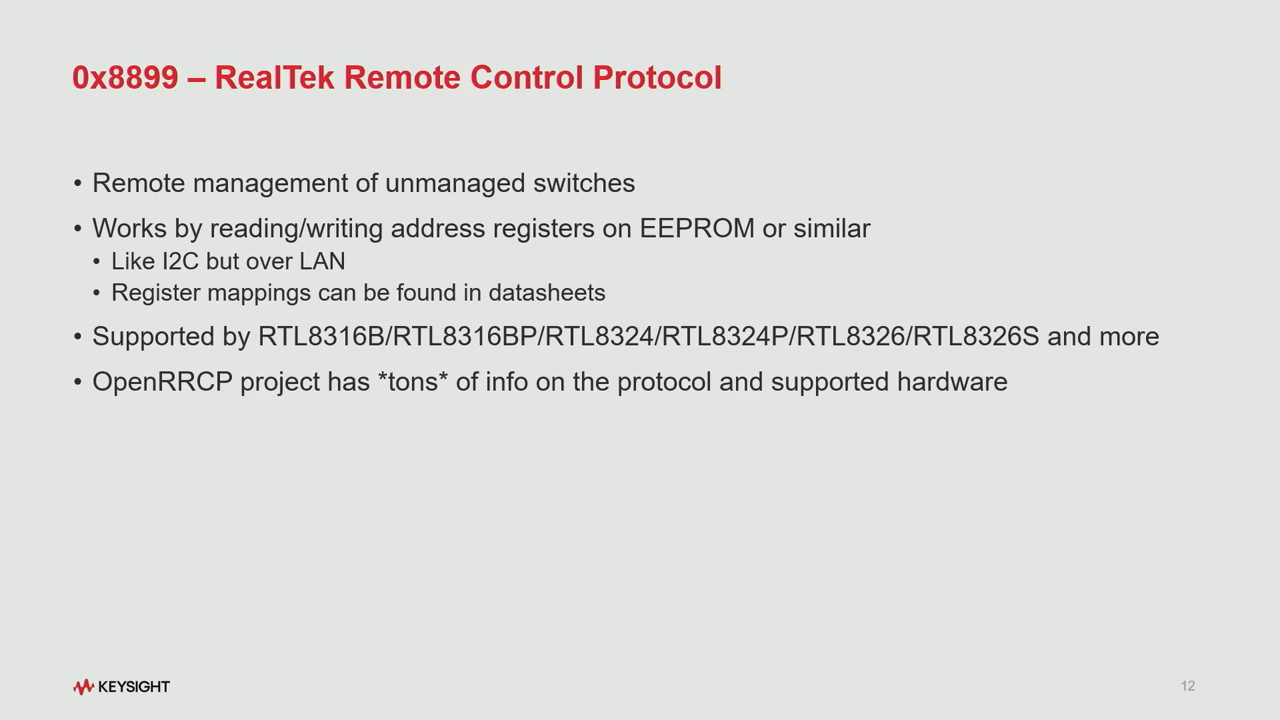 0x8899 – RealTek Remote Control Protocol
• Remote management of unmanaged switches
• Works by reading/writing address registers on EEPROM or similar
• Like I2C but over LAN
• Register mappings can be found in datasheets
• Supported by RTL8316B/RTL8316BP/RTL8324/RTL8324P/RTL8326/RTL8326S and more
• OpenRRCP project has *tons* of info on the protocol and supported hardware
KEYSIGHT
12